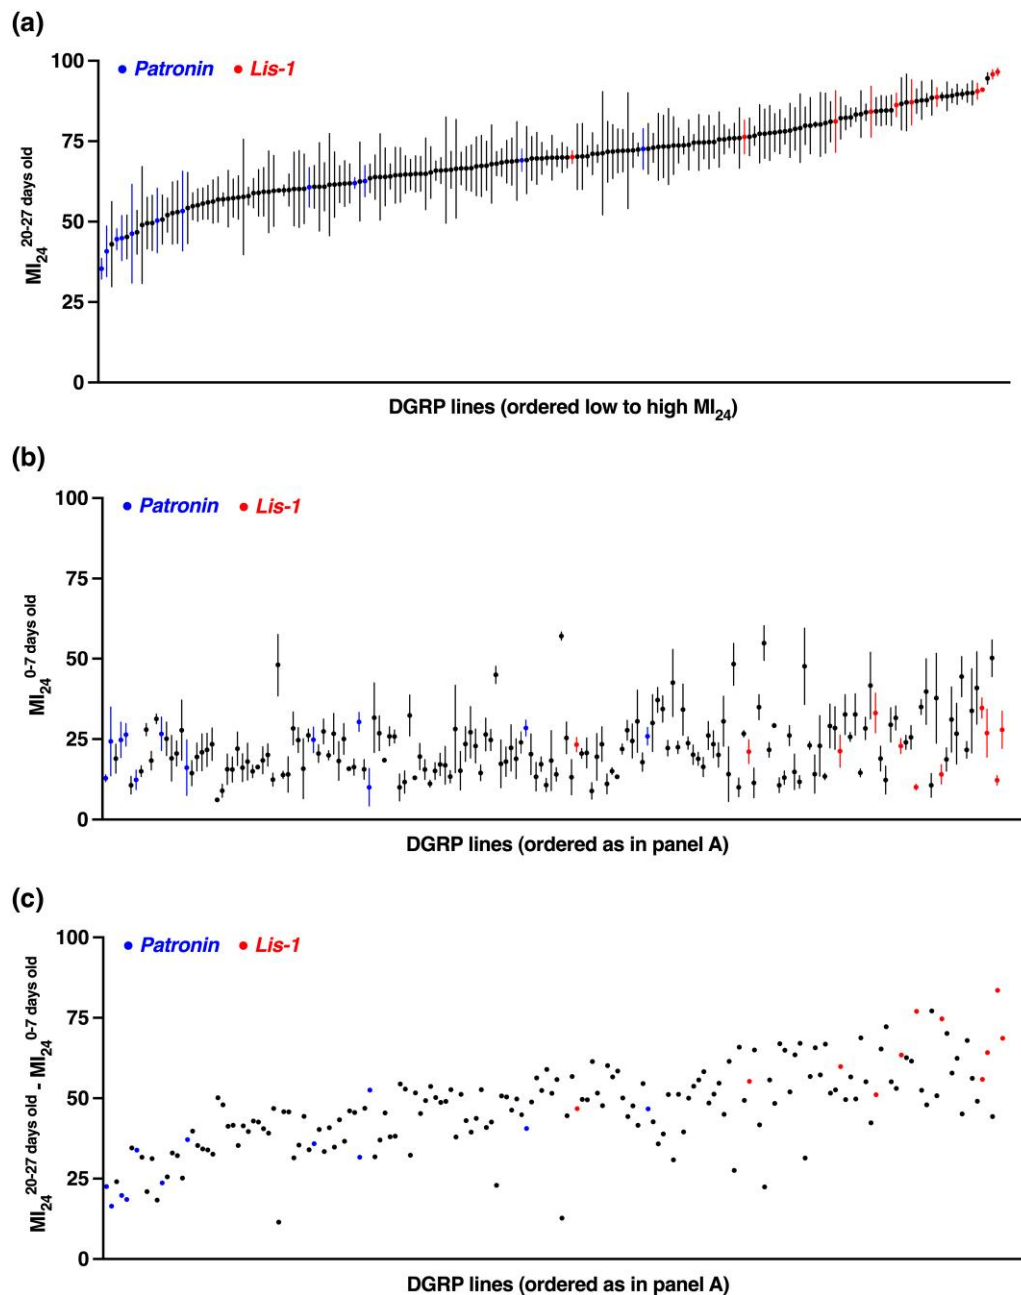 (a)
MI24 20-27 days old
100
75
50
25
0
Patronin Lis-1
DGRP lines (ordered low to high MI24)
(b)
MI24 0-7 days old
100
75
50
25
0
Patronin Lis-1
DGRP lines (ordered as in panel A)
(c)
MI24 20-27 days old - MI24 0-7 days old
100
75
50
25
0
Patronin Lis-1
DGRP lines (ordered as in panel A)